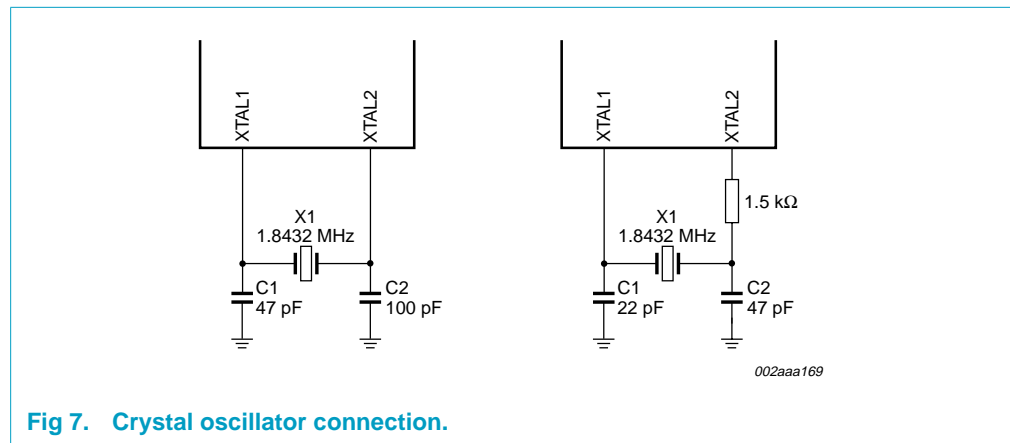 XTAL1
XTAL2
X1
1.8432 MHz
C1
47 pF
C2
100 pF
XTAL1
XTAL2
1.5 kΩ
X1
1.8432 MHz
C1
22 pF
C2
47 pF
002aaa169
Fig 7. Crystal oscillator connection.